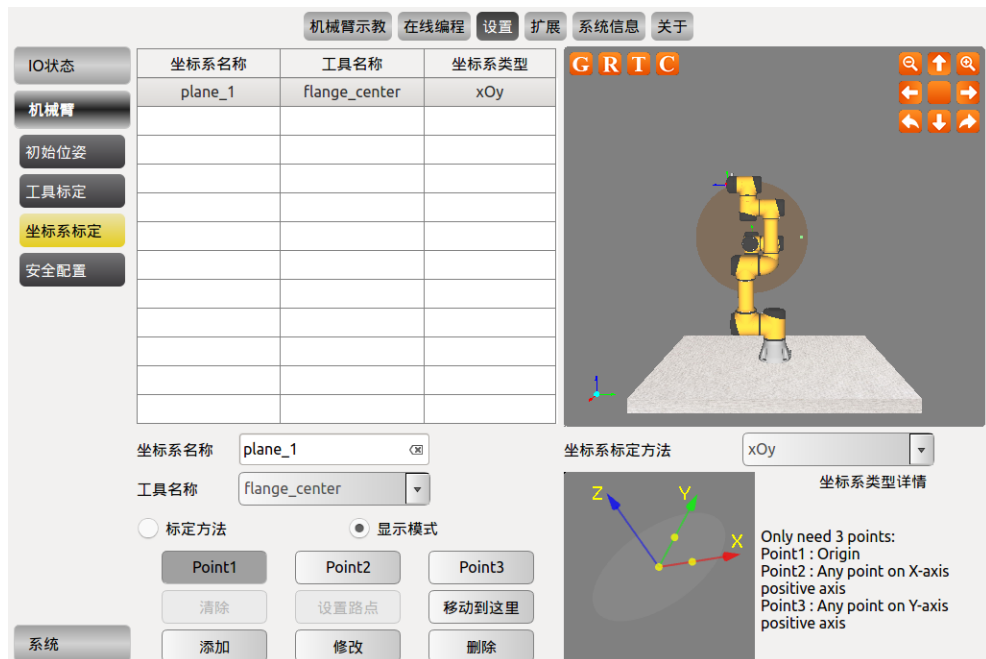 机械臂示教 在线编程 设置 扩展 系统信息 关于
IO状态
机械臂
初始位姿
工具标定
坐标系标定
安全配置
系统
坐标系名称 工具名称 坐标系类型
plane_1 flange_center xOy
G R T C
坐标系名称 plane_1
工具名称 flange_center
标定方法 显示模式
Point1 Point2 Point3
清除 设置路点 移动到这里
添加 修改 删除
坐标系标定方法 xOy
Z Y X
坐标系类型详情
Only need 3 points:
Point1 : Origin
Point2 : Any point on X-axis
positive axis
Point3 : Any point on Y-axis
positive axis